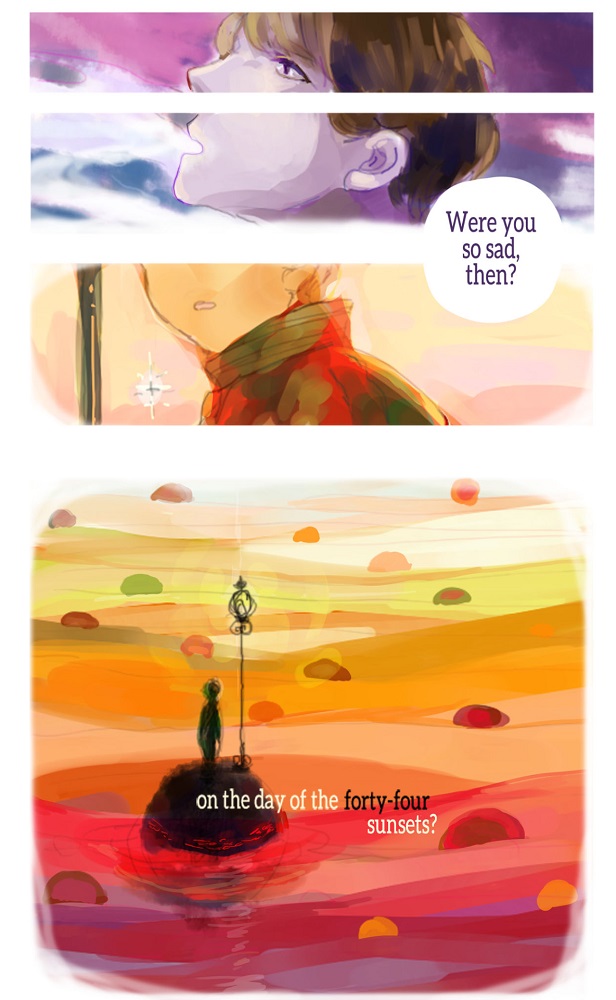 Were you
so sad,
then?
on the day of the forty-four
sunsets?